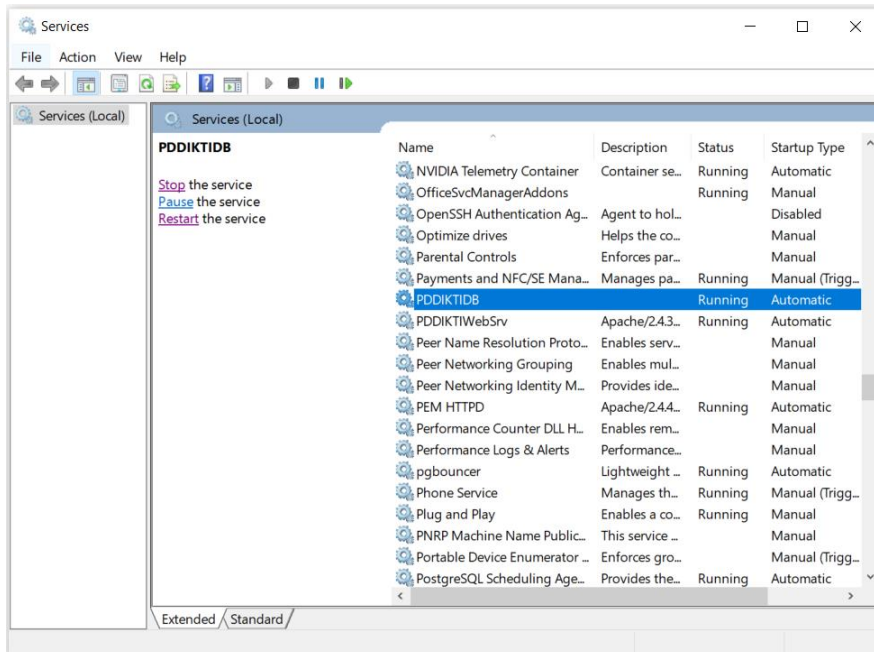 Services
File Action View Help
Services (Local)
Services (Local)
PDDIKTIDB
Stop the service
Pause the service
Restart the service
Name Description Status Startup Type
NVIDIA Telemetry Container Container se... Running Automatic
OfficeSvcManagerAddons Running Manual
OpenSSH Authentication Ag... Agent to hol... Disabled
Optimize drives Helps the co... Manual
Parental Controls Enforces par... Manual
Payments and NFC/SE Mana... Manages pa... Running Manual (Trigg...
PDDIKTIDB Running Automatic
PDDIKTIWebSrv Apache/2.4.3... Running Automatic
Peer Name Resolution Proto... Enables serv... Manual
Peer Networking Grouping Enables mul... Manual
Peer Networking Identity M... Provides ide... Manual
PEM HTTPD Apache/2.4.4... Running Automatic
Performance Counter DLL H... Enables rem... Manual
Performance Logs & Alerts Performance... Manual
pgbouncer Lightweight ... Running Automatic
Phone Service Manages th... Running Manual (Trigg...
Plug and Play Enables a co... Running Manual
PNRP Machine Name Public... This service ... Manual
Portable Device Enumerator ... Enforces gro... Manual (Trigg...
PostgreSQL Scheduling Age... Provides the... Running Automatic
Extended Standard